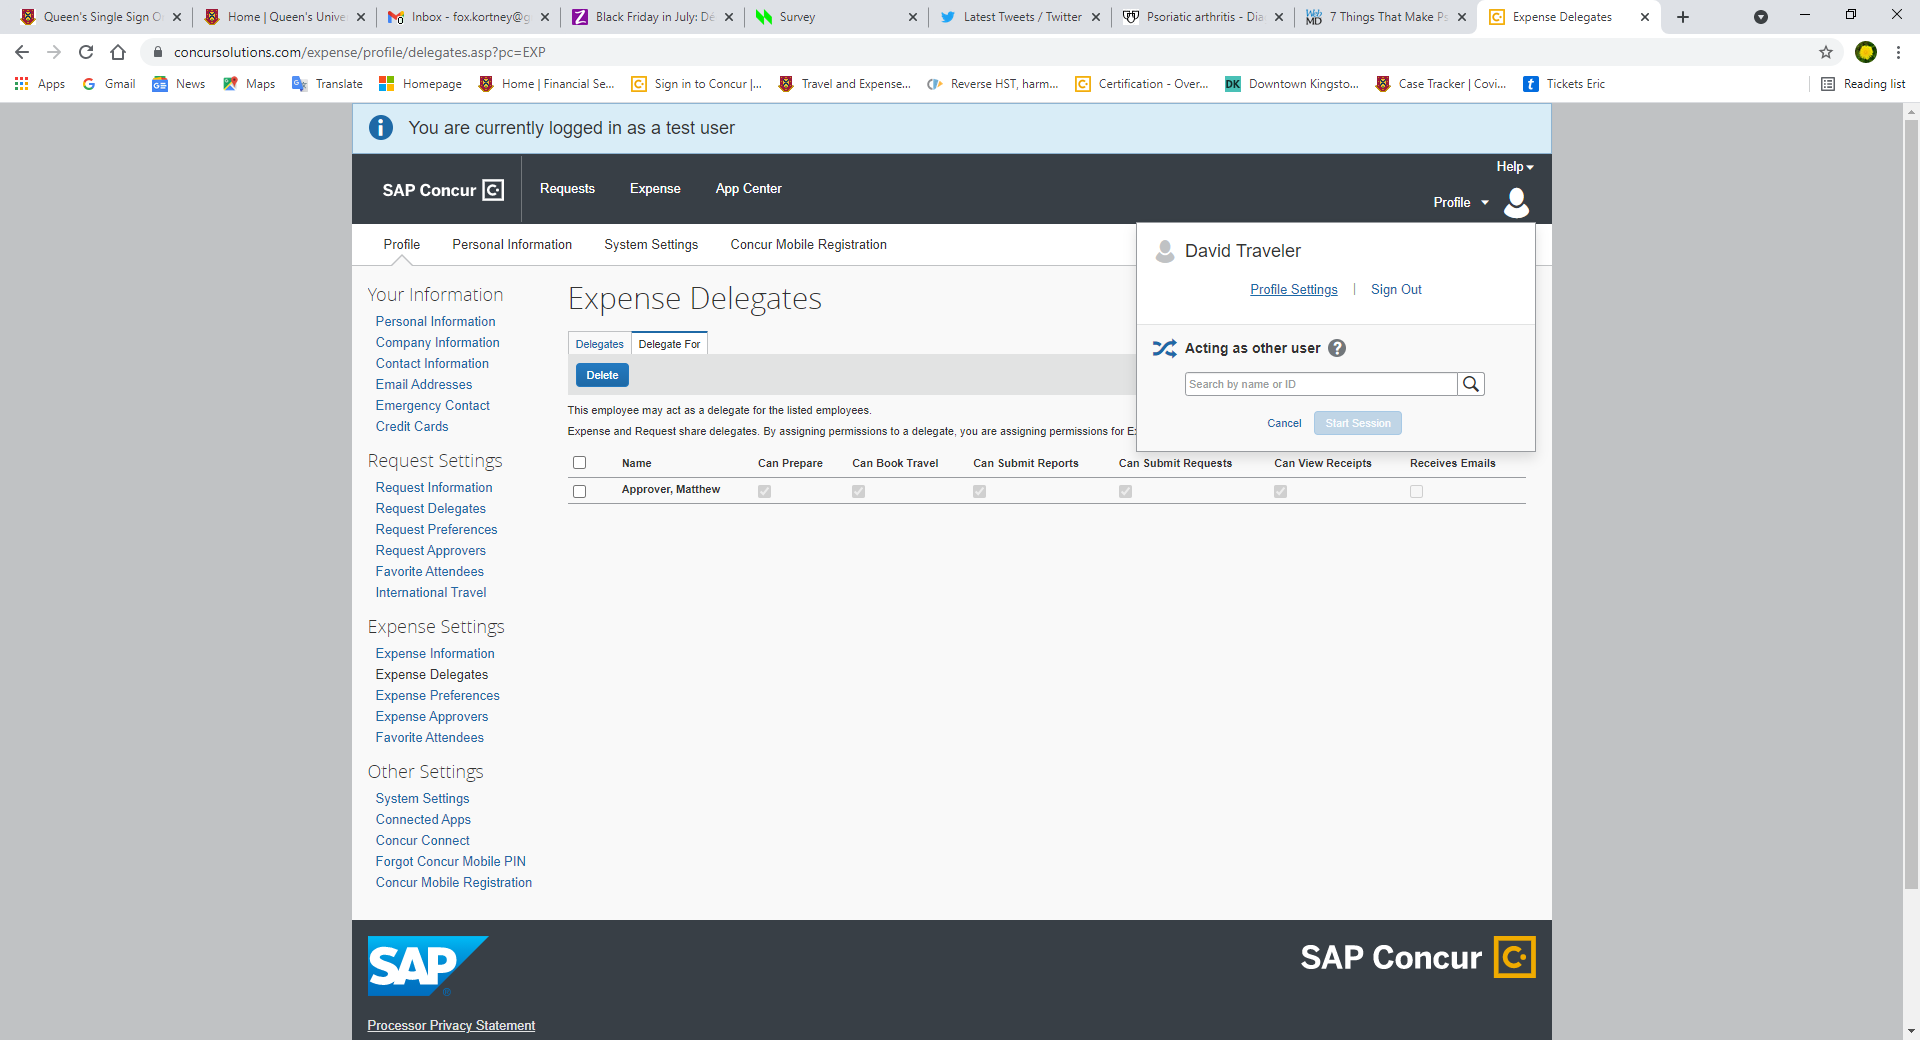 Queen's Single Sign O
Home | Queen's Unive
Inbox - fox.kortney@g
Black Friday in July: De
Survey
Latest Tweets / Twitter
Psoriatic arthritis - Dia
7 Things That Make Ps
Expense Delegates
concursolutions.com/expense/profile/delegates.asp?pc=EXP
Apps
Gmail
News
Maps
Translate
Homepage
Home | Financial Se...
Sign in to Concur |...
Travel and Expense...
Reverse HST, harm...
Certification - Over...
DK Downtown Kingsto...
Case Tracker | Covi...
Tickets Eric
Reading list
You are currently logged in as a test user
Help
SAP Concur
Requests
Expense
App Center
Profile
Profile
Personal Information
System Settings
Concur Mobile Registration
David Traveler
Profile Settings | Sign Out
Acting as other user ?
Search by name or ID
Cancel
Start Session
Your Information
Personal Information
Company Information
Contact Information
Email Addresses
Emergency Contact
Credit Cards
Request Settings
Request Information
Request Delegates
Request Preferences
Request Approvers
Favorite Attendees
International Travel
Expense Settings
Expense Information
Expense Delegates
Expense Preferences
Expense Approvers
Favorite Attendees
Other Settings
System Settings
Connected Apps
Concur Connect
Forgot Concur Mobile PIN
Concur Mobile Registration
Expense Delegates
Delegates
Delegate For
Delete
This employee may act as a delegate for the listed employees.
Expense and Request share delegates. By assigning permissions to a delegate, you are assigning permissions for E
Name
Can Prepare
Can Book Travel
Can Submit Reports
Can Submit Requests
Can View Receipts
Receives Emails
Approver, Matthew
SAP
SAP Concur
Processor Privacy Statement